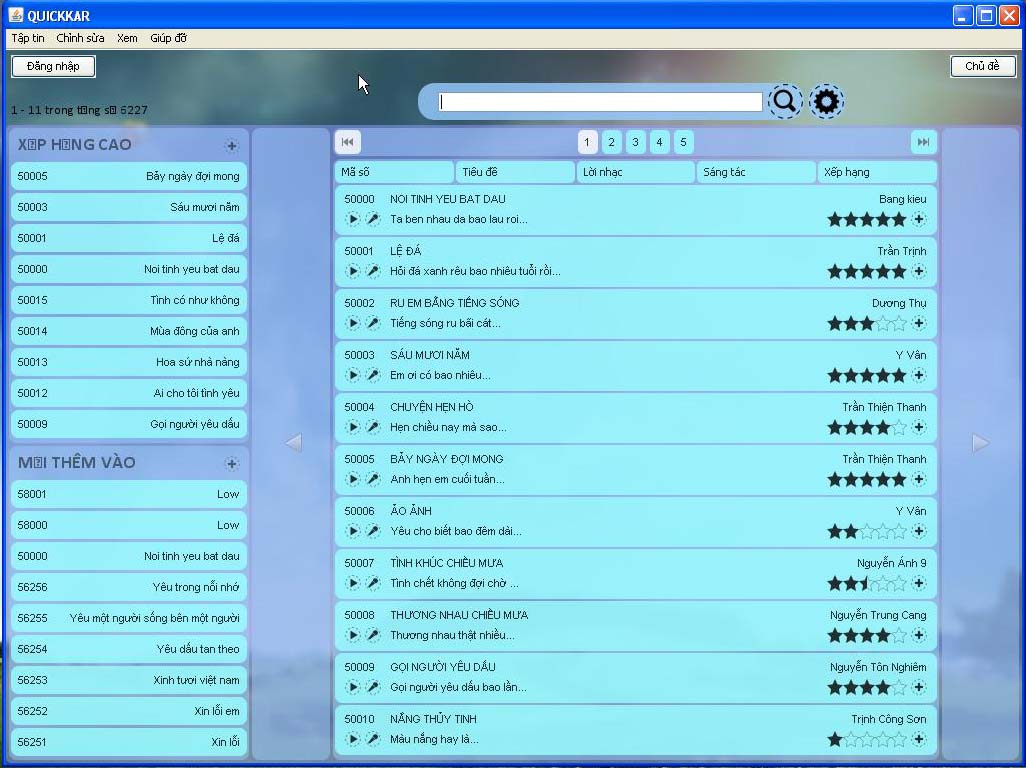 QUICKKAR
Tập tin Chỉnh sửa Xem Giúp đỡ
Đăng nhập
Chủ đề
1 - 11 trong t▯ng s▯ 6227
X▯P H▯NG CAO
50005 Bảy ngày đợi mong
50003 Sáu mươi năm
50001 Lệ đá
50000 Noi tinh yeu bat dau
50015 Tình có như không
50014 Mùa đông của anh
50013 Hoa sứ nhà nàng
50012 Ai cho tôi tình yêu
50009 Gọi người yêu dấu
M▯I THÊM VÀO
58001 Low
58000 Low
50000 Noi tinh yeu bat dau
56256 Yêu trong nỗi nhớ
56255 Yêu một người sống bên một người
56254 Yêu dấu tan theo
56253 Xinh tươi việt nam
56252 Xin lỗi em
56251 Xin lỗi
1 2 3 4 5
Mã số Tiêu đề Lời nhạc Sáng tác Xếp hạng
50000 NOI TINH YEU BAT DAU Bang kieu
Ta ben nhau da bao lau roi...
50001 LỆ ĐÁ Trần Trịnh
Hỏi đá xanh rêu bao nhiêu tuổi rồi...
50002 RU EM BẰNG TIẾNG SÓNG Dương Thụ
Tiếng sóng ru bãi cát...
50003 SÁU MƯƠI NĂM Y Vân
Em ơi có bao nhiêu...
50004 CHUYỆN HẸN HÒ Trần Thiện Thanh
Hẹn chiều nay mà sao...
50005 BẢY NGÀY ĐỢI MONG Trần Thiện Thanh
Anh hẹn em cuối tuần...
50006 ẢO ẢNH Y Vân
Yêu cho biết bao đêm dài...
50007 TÌNH KHÚC CHIỀU MƯA Nguyễn Ánh 9
Tình chết không đợi chờ ...
50008 THƯƠNG NHAU CHIỀU MƯA Nguyễn Trung Cang
Thương nhau thật nhiều...
50009 GỌI NGƯỜI YÊU DẤU Nguyễn Tôn Nghiêm
Gọi người yêu dấu bao lần...
50010 NẮNG THỦY TINH Trịnh Công Sơn
Màu nắng hay là...